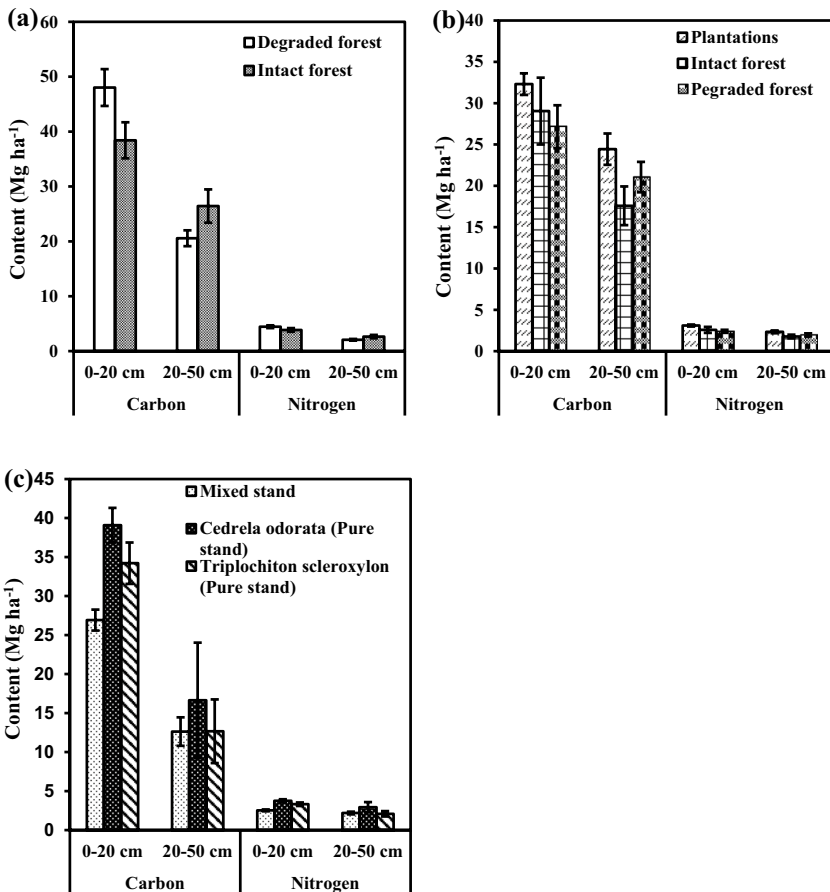 (a)
60
50
40
30
20
10
0
Content (Mg ha-1)
Degraded forest
Intact forest
0-20 cm 20-50 cm 0-20 cm 20-50 cm
Carbon Nitrogen
(b)
40
35
30
25
20
15
10
5
0
Content (Mg ha-1)
Plantations
Intact forest
Pegraded forest
0-20 cm 20-50 cm 0-20 cm 20-50 cm
Carbon Nitrogen
(c)
45
40
35
30
25
20
15
10
5
0
Content (Mg ha-1)
Mixed stand
Cedrela odorata (Pure
stand)
Triplochiton scleroxylon
(Pure stand)
0-20 cm 20-50 cm 0-20 cm 20-50 cm
Carbon Nitrogen